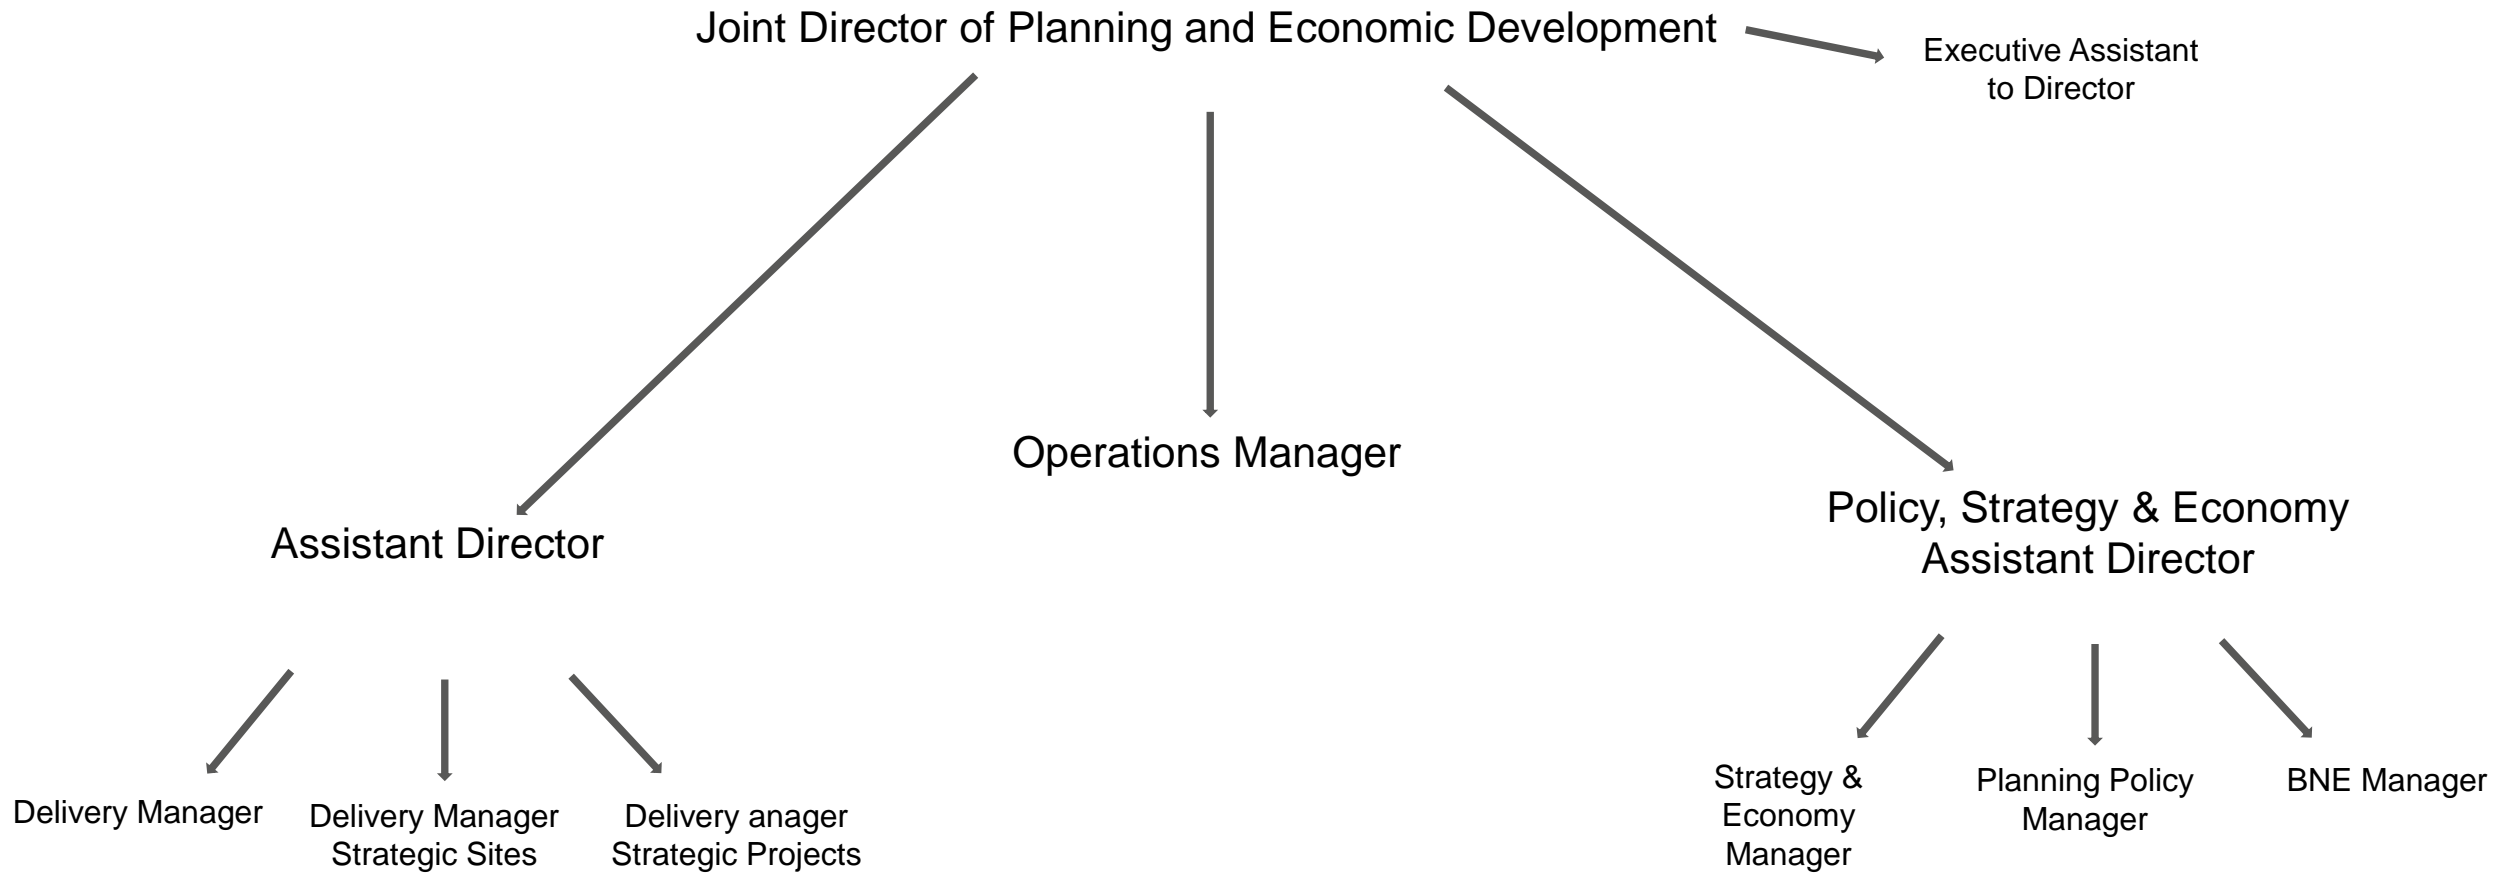 Joint Director of Planning and Economic Development
Executive Assistant
to Director
Operations Manager
Assistant Director
Policy, Strategy & Economy
Assistant Director
Delivery Manager
Delivery Manager
Strategic Sites
Delivery anager
Strategic Projects
Strategy &
Economy
Manager
Planning Policy
Manager
BNE Manager